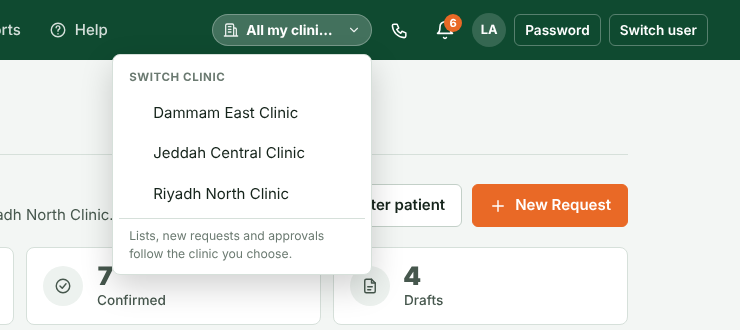 rts
Help
All my clini...
6
LA
Password
Switch user
SWITCH CLINIC
Dammam East Clinic
Jeddah Central Clinic
Riyadh North Clinic
Lists, new requests and approvals
follow the clinic you choose.
adh North Clinic.
ter patient
New Request
7
Confirmed
4
Drafts